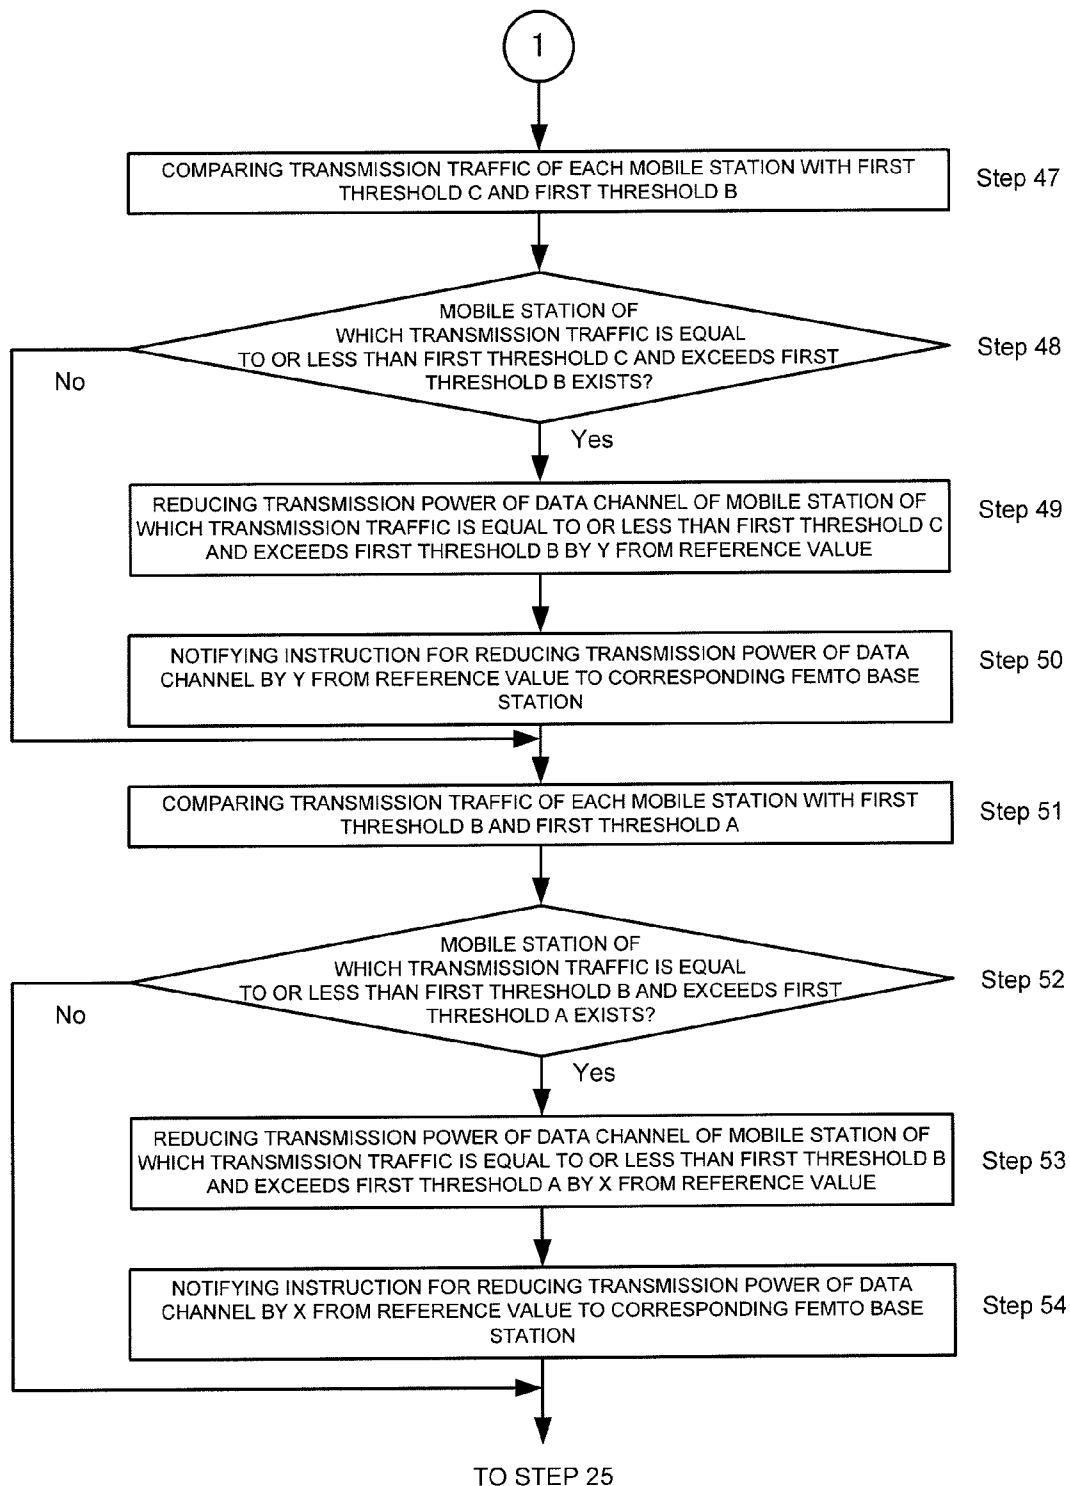 1
COMPARING TRANSMISSION TRAFFIC OF EACH MOBILE STATION WITH FIRST
THRESHOLD C AND FIRST THRESHOLD B
Step 47
MOBILE STATION OF
WHICH TRANSMISSION TRAFFIC IS EQUAL
TO OR LESS THAN FIRST THRESHOLD C AND EXCEEDS FIRST
THRESHOLD B EXISTS?
Step 48
No
Yes
REDUCING TRANSMISSION POWER OF DATA CHANNEL OF MOBILE STATION OF
WHICH TRANSMISSION TRAFFIC IS EQUAL TO OR LESS THAN FIRST THRESHOLD C
AND EXCEEDS FIRST THRESHOLD B BY Y FROM REFERENCE VALUE
Step 49
NOTIFYING INSTRUCTION FOR REDUCING TRANSMISSION POWER OF DATA
CHANNEL BY Y FROM REFERENCE VALUE TO CORRESPONDING FEMTO BASE
STATION
Step 50
COMPARING TRANSMISSION TRAFFIC OF EACH MOBILE STATION WITH FIRST
THRESHOLD B AND FIRST THRESHOLD A
Step 51
MOBILE STATION OF
WHICH TRANSMISSION TRAFFIC IS EQUAL
TO OR LESS THAN FIRST THRESHOLD B AND EXCEEDS FIRST
THRESHOLD A EXISTS?
Step 52
No
Yes
REDUCING TRANSMISSION POWER OF DATA CHANNEL OF MOBILE STATION OF
WHICH TRANSMISSION TRAFFIC IS EQUAL TO OR LESS THAN FIRST THRESHOLD B
AND EXCEEDS FIRST THRESHOLD A BY X FROM REFERENCE VALUE
Step 53
NOTIFYING INSTRUCTION FOR REDUCING TRANSMISSION POWER OF DATA
CHANNEL BY X FROM REFERENCE VALUE TO CORRESPONDING FEMTO BASE
STATION
Step 54
TO STEP 25